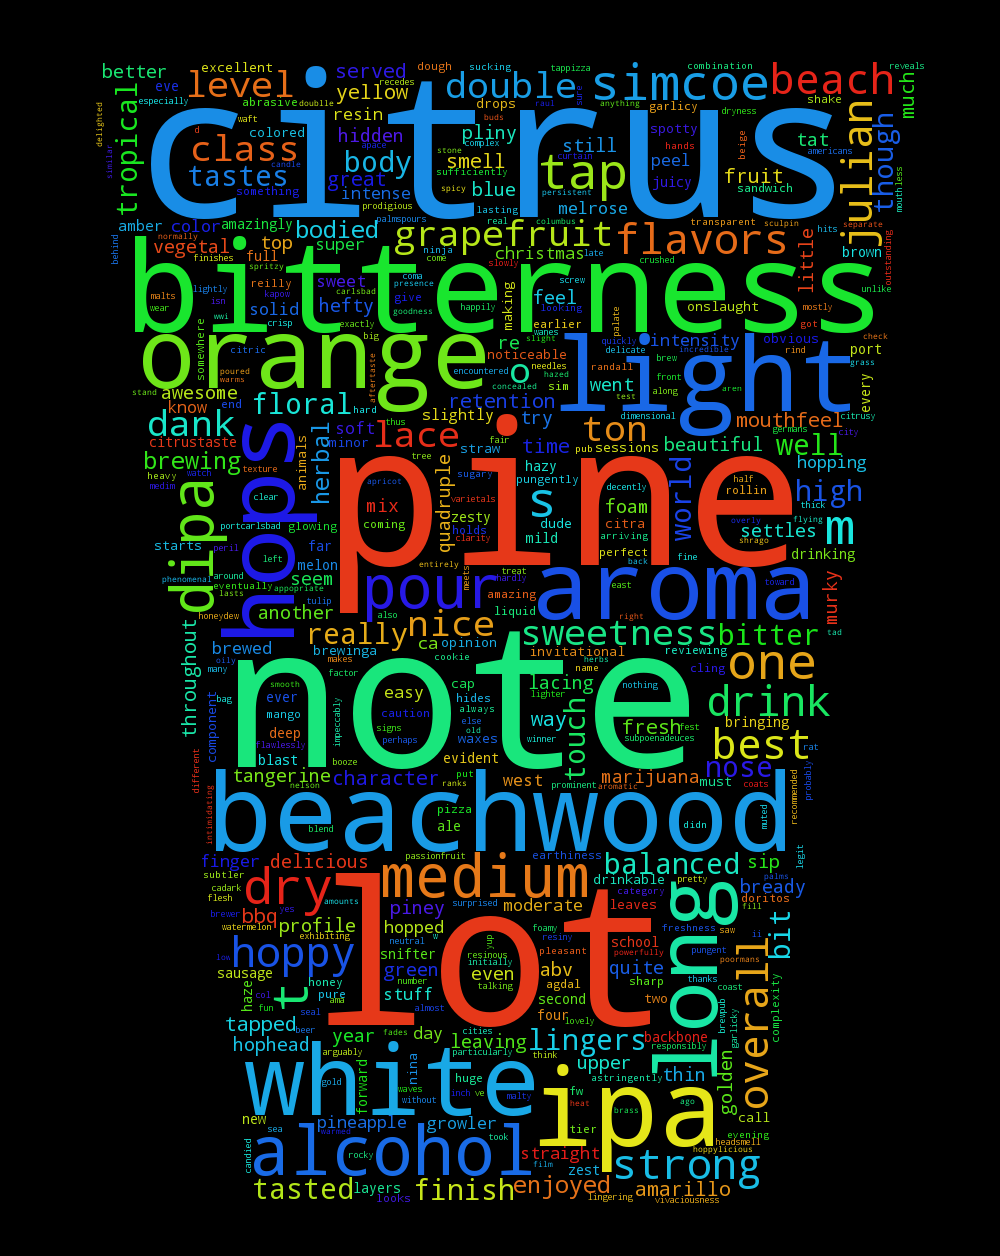 better excellent served dough sucking tappizza combination reveals
level yellow recedes double simcoe beach much
eve especially abrasive doublle drops raul sure anything garlicy dryness shake
delighted tropical waft resin buds
citrus
d colored hidden pliny complex still spotty hands beige tat americans julian though
similar class candle apace body smell stone curtain peel fruit
tastes great sufficiently tap juicy sandwich mouthless
something intense spicy blue persistent melrose
prodigious lasting
amber color amazingly bodied palmspours real columbus grapefruit transparent sculpin hits separate
behind normally vegetal top super ninja christmas late flavors little brown outstanding
finishes full come slowly crushed
bitterness
spritzy reilly sweet coma presence screw unlike
malts slightly kapow carlsbad give happily making feel looking mostly
wear isn solid hefty goodness onslaught
wwi crisp exactly earlier palate got check
somewhere orange big re slight wanes quickly intensity obvious light
citric noticeable delicate incredible rind port
poured warms aftertaste encountered o needles randall brew grass
stand awesome concealed sim went front along aren every
know end floral hard retention test dimensional citrusy
dank thus slightly try ton mouthfeel germans city
citrustaste minor soft lace fair time pub sessions beautiful well
brewing texture animals herbal tree straw hazy world hopping
heavy watch hops apricot sugary pungently decently half rollin high
medim dipa clear mix quadruple varietals s foam overly thick
portcarlsbad glowing coming zesty holds dude citra settles flying m
pine
starts peril far clarity mild arriving perfect shrago drinking
left melon entirely treat back fine
phenomenal around seem pour meets hardly east aroma toward murky
eventually lasts appopriate tulip amazing
honeydew another also liquid right
throughout brewed really nice sweetness bitter tad
oily brewinga ca opinion invitational reviewing
many makes cookie herbs cling one
note
component smooth factor easy cap lacing name nothing
bag ever hides lighter drink
mango impeccably caution always way touch fresh fest bringing
deep signs else old winner subpoenadeuces best
flawlessly perhaps waxes rat
different blast booze evident nose
tangerine character put west marijuana must recommended probably
intimidating nelson ranks prominent aromatic coats
beachwood
blend pizza ale didn muted
finger delicious passionfruit earthiness balanced sip legit
subtler medium drinkable pretty palms bready
cadark dry category doritos
flesh amounts piney surprised moderate leaves long fill bit
brewer bbq yes
watermelon profile hopped neutral w foamy freshness saw ii
exhibiting lot resiny school
low hoppy snifter initially resinous yup pleasant powerfully pungent overall poormans
sausage green even abv quite thanks
haze t honey number talking agdal sharp coast complexity
col pure stuff second two
fun ama almost four
tapped seal lovely brewpub garlicky
beer year fades day cities backbone
hophead leaving lingers responsibly
arguably particularly think upper
white forward nina huge astringently thin golden
gold waves without inch ve malty fw ipa ago
heat brass call
new pineapple growler tier evening
sea warmed
candied alcohol took straight headsmell
rocky film zest hoppylicious strong
tasted layers looks finish enjoyed lingering amarillo vivaciousness